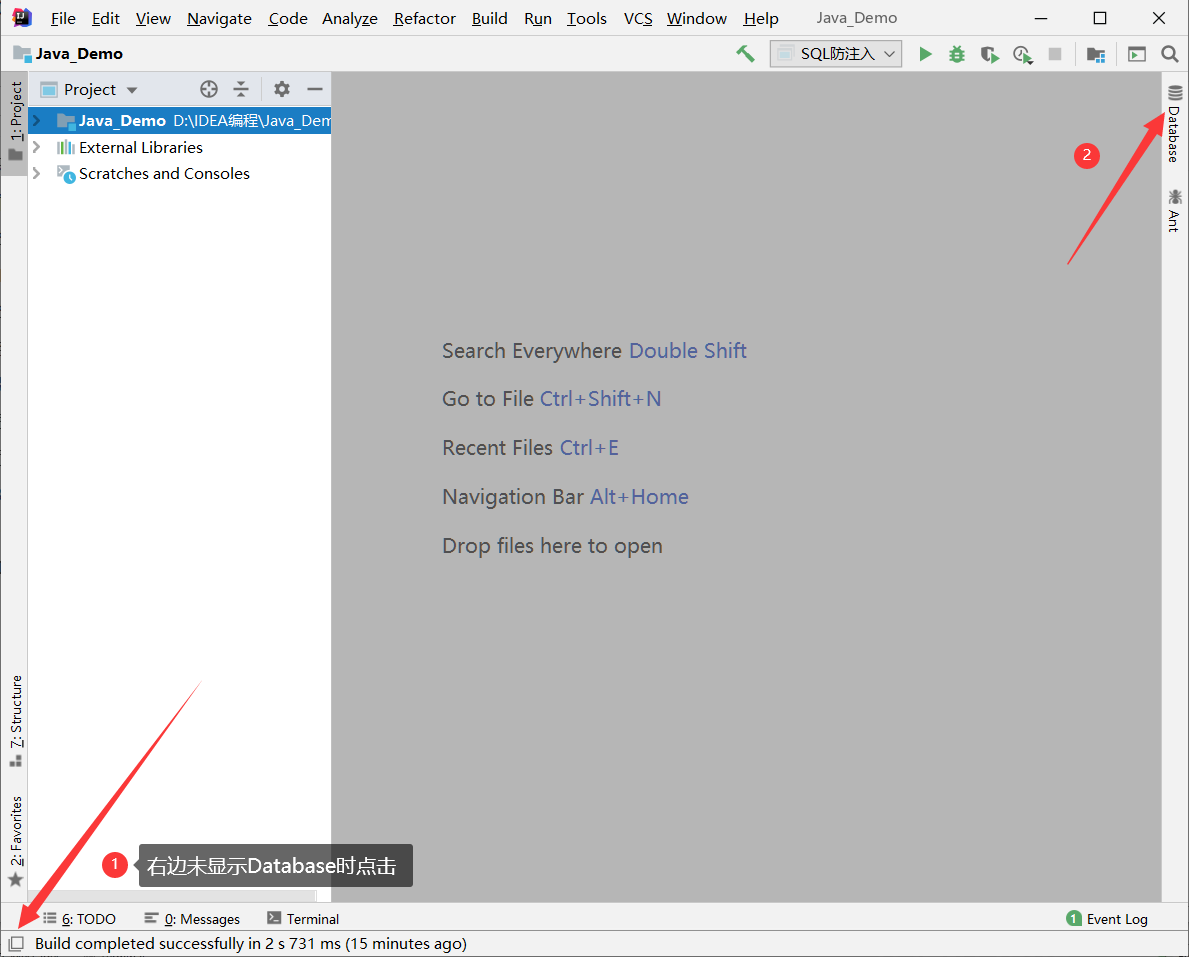 File Edit View Navigate Code Analyze Refactor Build Run Tools VCS Window Help Java_Demo
Java_Demo
SQL防注入
1: Project
Project
Java_Demo D:\IDEA编程\Java_Dem
External Libraries
Scratches and Consoles
Database
2
Ant
Search Everywhere Double Shift
Go to File Ctrl+Shift+N
Recent Files Ctrl+E
Navigation Bar Alt+Home
Drop files here to open
7: Structure
2: Favorites
1
右边未显示Database时点击
6: TODO 0: Messages Terminal 1 Event Log
Build completed successfully in 2 s 731 ms (15 minutes ago)